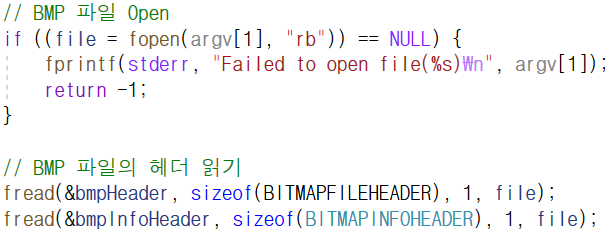 // BMP 파일 Open
if ((file = fopen(argv[1], "rb")) == NULL) {
    fprintf(stderr, "Failed to open file(%s)₩n", argv[1]);
    return -1;
}

// BMP 파일의 헤더 읽기
fread(&bmpHeader, sizeof(BITMAPFILEHEADER), 1, file);
fread(&bmpInfoHeader, sizeof(BITMAPINFOHEADER), 1, file);